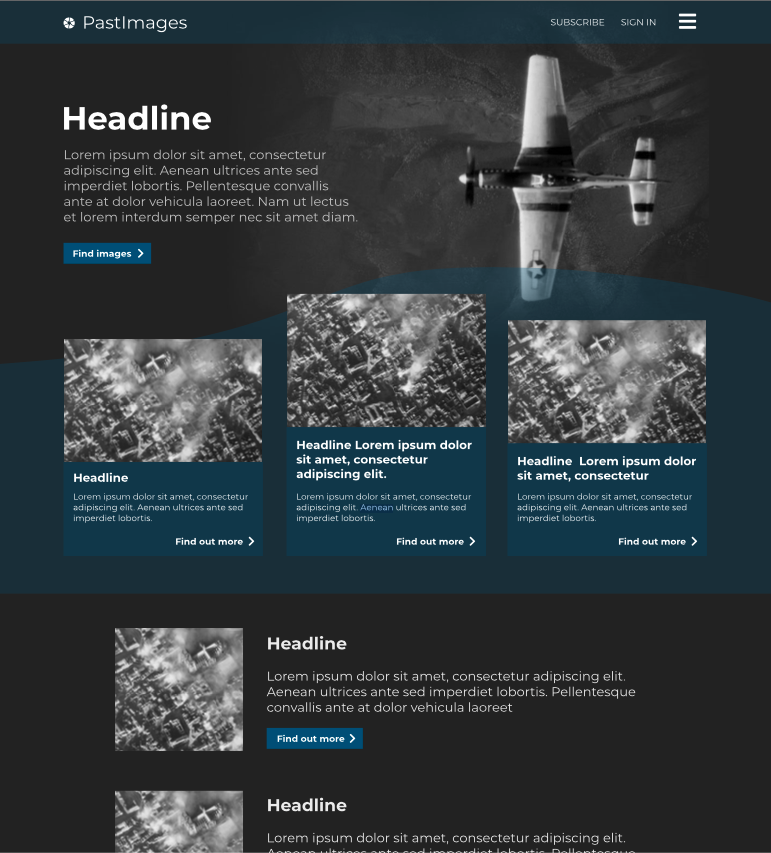 PastImages
SUBSCRIBE
SIGN IN
Headline
Lorem ipsum dolor sit amet, consectetur
adipiscing elit. Aenean ultrices ante sed
imperdiet lobortis. Pellentesque convallis
ante at dolor vehicula laoreet. Nam ut lectus
et lorem interdum semper nec sit amet diam.
Find images
Headline
Lorem ipsum dolor sit amet, consectetur
adipiscing elit. Aenean ultrices ante sed
imperdiet lobortis.
Find out more
Headline Lorem ipsum dolor
sit amet, consectetur
adipiscing elit.
Lorem ipsum dolor sit amet, consectetur
adipiscing elit. Aenean ultrices ante sed
imperdiet lobortis.
Find out more
Headline  Lorem ipsum dolor
sit amet, consectetur
Lorem ipsum dolor sit amet, consectetur
adipiscing elit. Aenean ultrices ante sed
imperdiet lobortis.
Find out more
Headline
Lorem ipsum dolor sit amet, consectetur adipiscing elit.
Aenean ultrices ante sed imperdiet lobortis. Pellentesque
convallis ante at dolor vehicula laoreet
Find out more
Headline
Lorem ipsum dolor sit amet, consectetur adipiscing elit.
Aenean ultrices ante sed imperdiet lobortis. Pellentesque